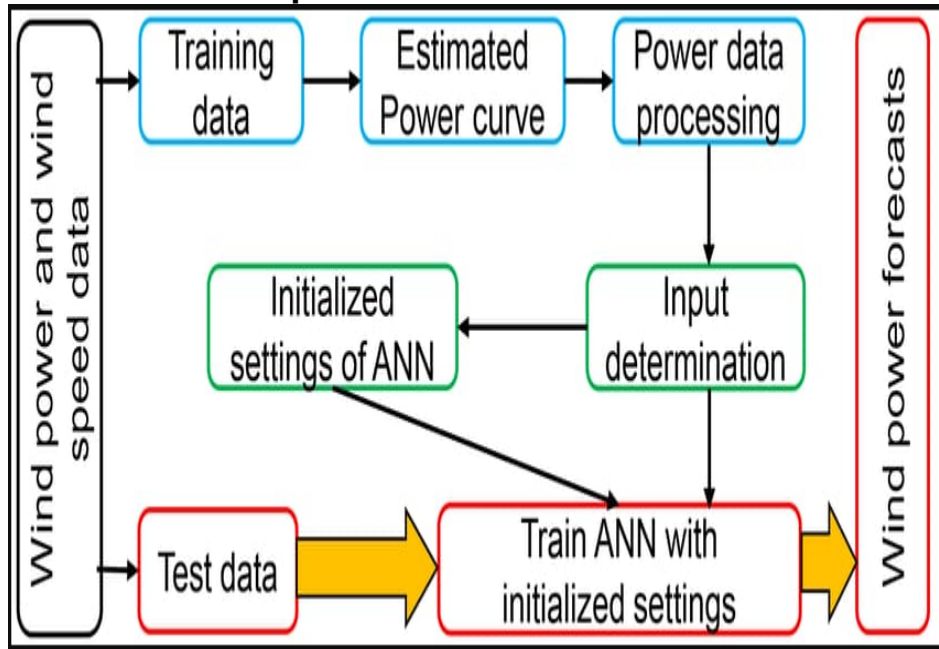 Wind power and wind
speed data
Training
data
Estimated
Power curve
Power data
processing
Initialized
settings of ANN
Input
determination
Test data
Train ANN with
initialized settings
Wind power forecasts